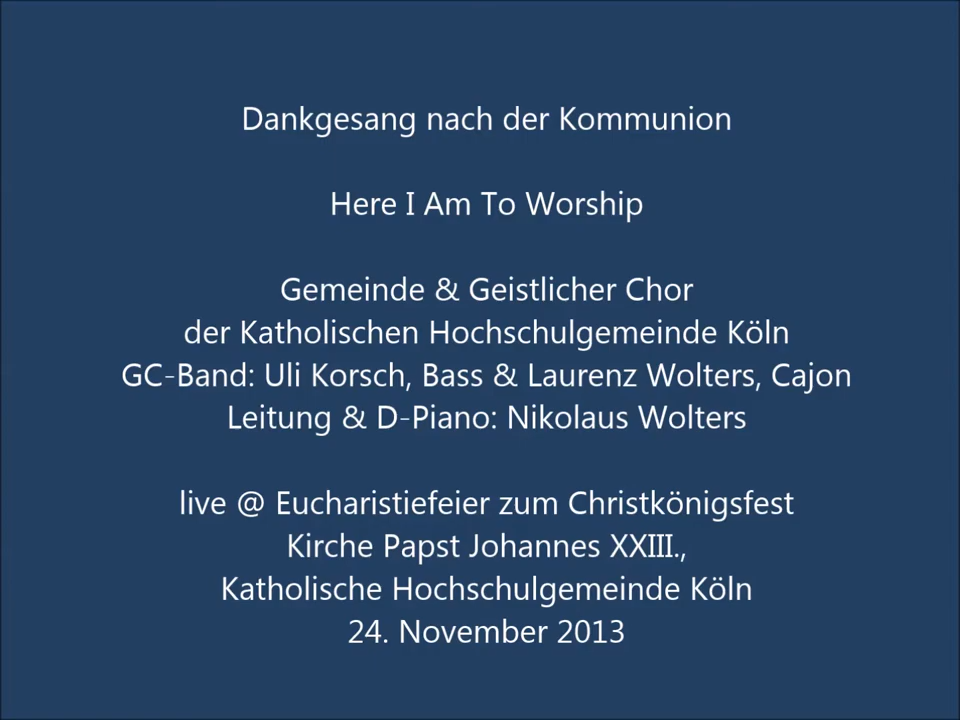 Dankgesang nach der Kommunion
Here I Am To Worship
Gemeinde & Geistlicher Chor
der Katholischen Hochschulgemeinde Köln
GC-Band: Uli Korsch, Bass & Laurenz Wolters, Cajon
Leitung & D-Piano: Nikolaus Wolters
live @ Eucharistiefeier zum Christkönigsfest
Kirche Papst Johannes XXIII.,
Katholische Hochschulgemeinde Köln
24. November 2013